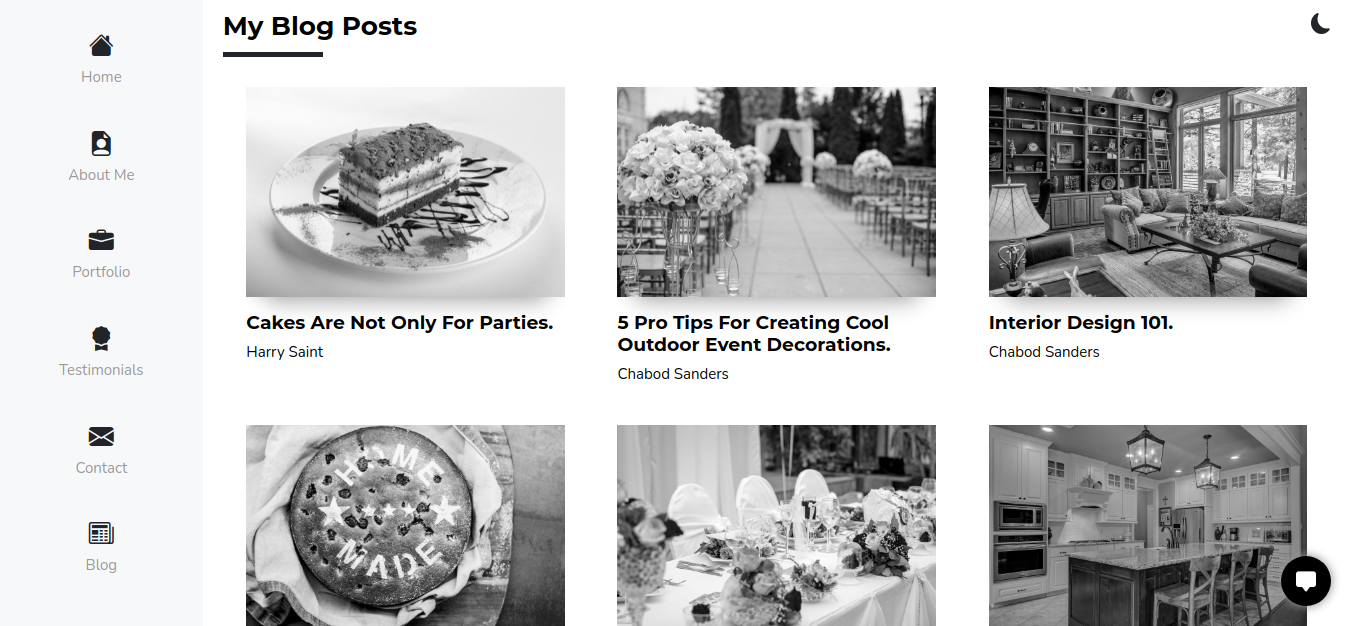 My Blog Posts
Home
About Me
Portfolio
Testimonials
Contact
Blog
Cakes Are Not Only For Parties.
Harry Saint
5 Pro Tips For Creating Cool
Outdoor Event Decorations.
Chabod Sanders
Interior Design 101.
Chabod Sanders
HOME
MADE